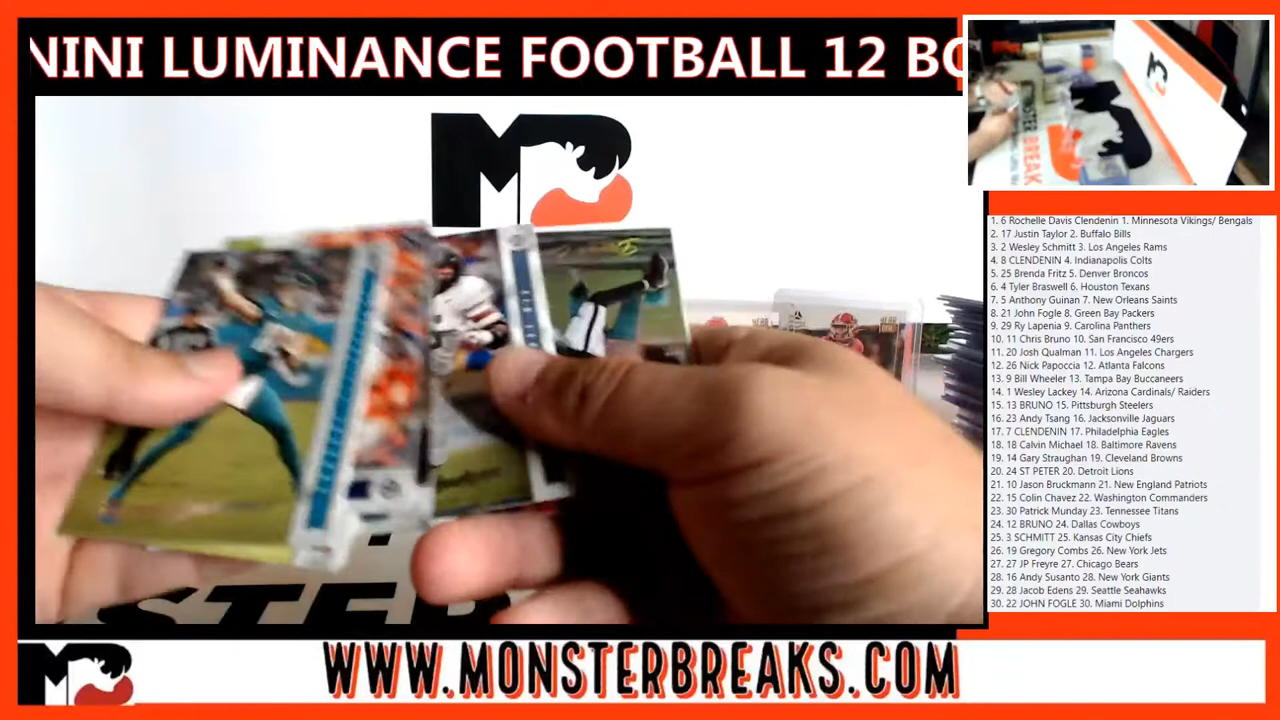 NINI LUMINANCE FOOTBALL 12 BO
1. 6 Rochelle Davis Clendenin 1. Minnesota Vikings/ Bengals
2. 17 Justin Taylor 2. Buffalo Bills
3. 2 Wesley Schmitt 3. Los Angeles Rams
4. 8 CLENDENIN 4. Indianapolis Colts
5. 25 Brenda Fritz 5. Denver Broncos
6. 4 Tyler Braswell 6. Houston Texans
7. 5 Anthony Guinan 7. New Orleans Saints
8. 21 John Fogle 8. Green Bay Packers
9. 29 Ry Lapenia 9. Carolina Panthers
10. 11 Chris Bruno 10. San Francisco 49ers
11. 20 Josh Qualman 11. Los Angeles Chargers
12. 26 Nick Papoccia 12. Atlanta Falcons
13. 9 Bill Wheeler 13. Tampa Bay Buccaneers
14. 1 Wesley Lackey 14. Arizona Cardinals/ Raiders
15. 13 BRUNO 15. Pittsburgh Steelers
16. 23 Andy Tsang 16. Jacksonville Jaguars
17. 7 CLENDENIN 17. Philadelphia Eagles
18. 18 Calvin Michael 18. Baltimore Ravens
19. 14 Gary Straughan 19. Cleveland Browns
20. 24 ST PETER 20. Detroit Lions
21. 10 Jason Bruckmann 21. New England Patriots
22. 15 Colin Chavez 22. Washington Commanders
23. 30 Patrick Munday 23. Tennessee Titans
24. 12 BRUNO 24. Dallas Cowboys
25. 3 SCHMITT 25. Kansas City Chiefs
26. 19 Gregory Combs 26. New York Jets
27. 27 JP Freyre 27. Chicago Bears
28. 16 Andy Susanto 28. New York Giants
29. 28 Jacob Edens 29. Seattle Seahawks
30. 22 JOHN FOGLE 30. Miami Dolphins
WWW.MONSTERBREAKS.COM